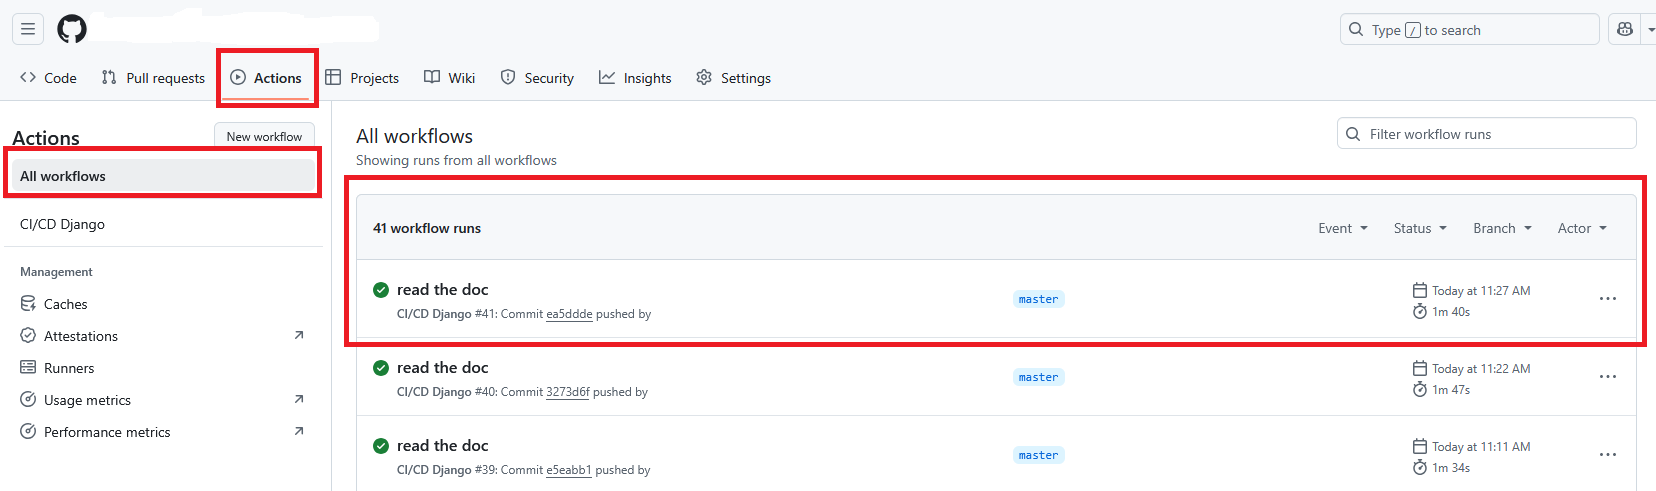 Type / to search
Code Pull requests Actions Projects Wiki Security Insights Settings
Actions New workflow
All workflows
CI/CD Django
Management
Caches
Attestations
Runners
Usage metrics
Performance metrics
All workflows
Filter workflow runs
Showing runs from all workflows
41 workflow runs Event Status Branch Actor
read the doc
CI/CD Django #41: Commit ea5ddde pushed by
master
Today at 11:27 AM
1m 40s
read the doc
CI/CD Django #40: Commit 3273d6f pushed by
master
Today at 11:22 AM
1m 47s
read the doc
CI/CD Django #39: Commit e5eabb1 pushed by
master
Today at 11:11 AM
1m 34s